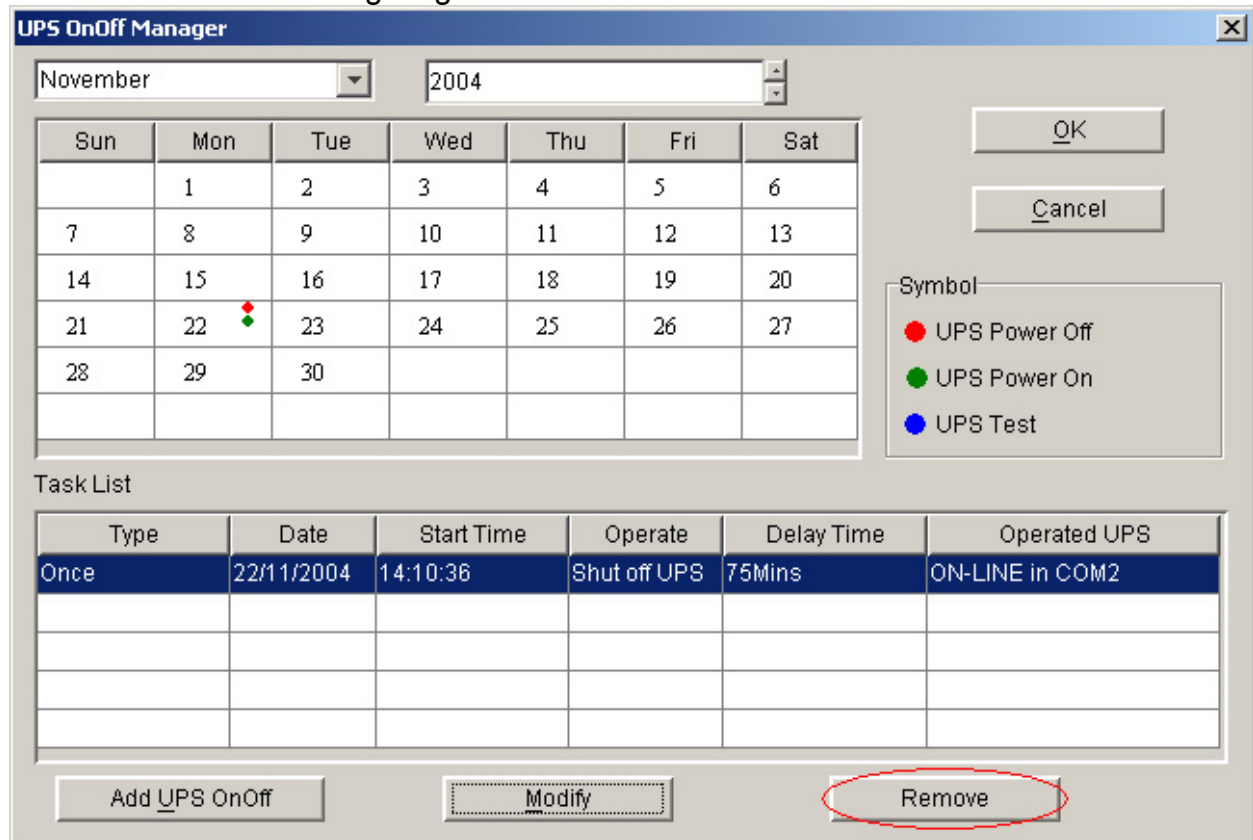 UPS OnOff Manager
November 2004
Sun Mon Tue Wed Thu Fri Sat
1 2 3 4 5 6
7 8 9 10 11 12 13
14 15 16 17 18 19 20
21 22 23 24 25 26 27
28 29 30
OK
Cancel
Symbol
UPS Power Off
UPS Power On
UPS Test
Task List
Type Date Start Time Operate Delay Time Operated UPS
Once 22/11/2004 14:10:36 Shut off UPS 75Mins ON-LINE in COM2
Add UPS OnOff Modify Remove